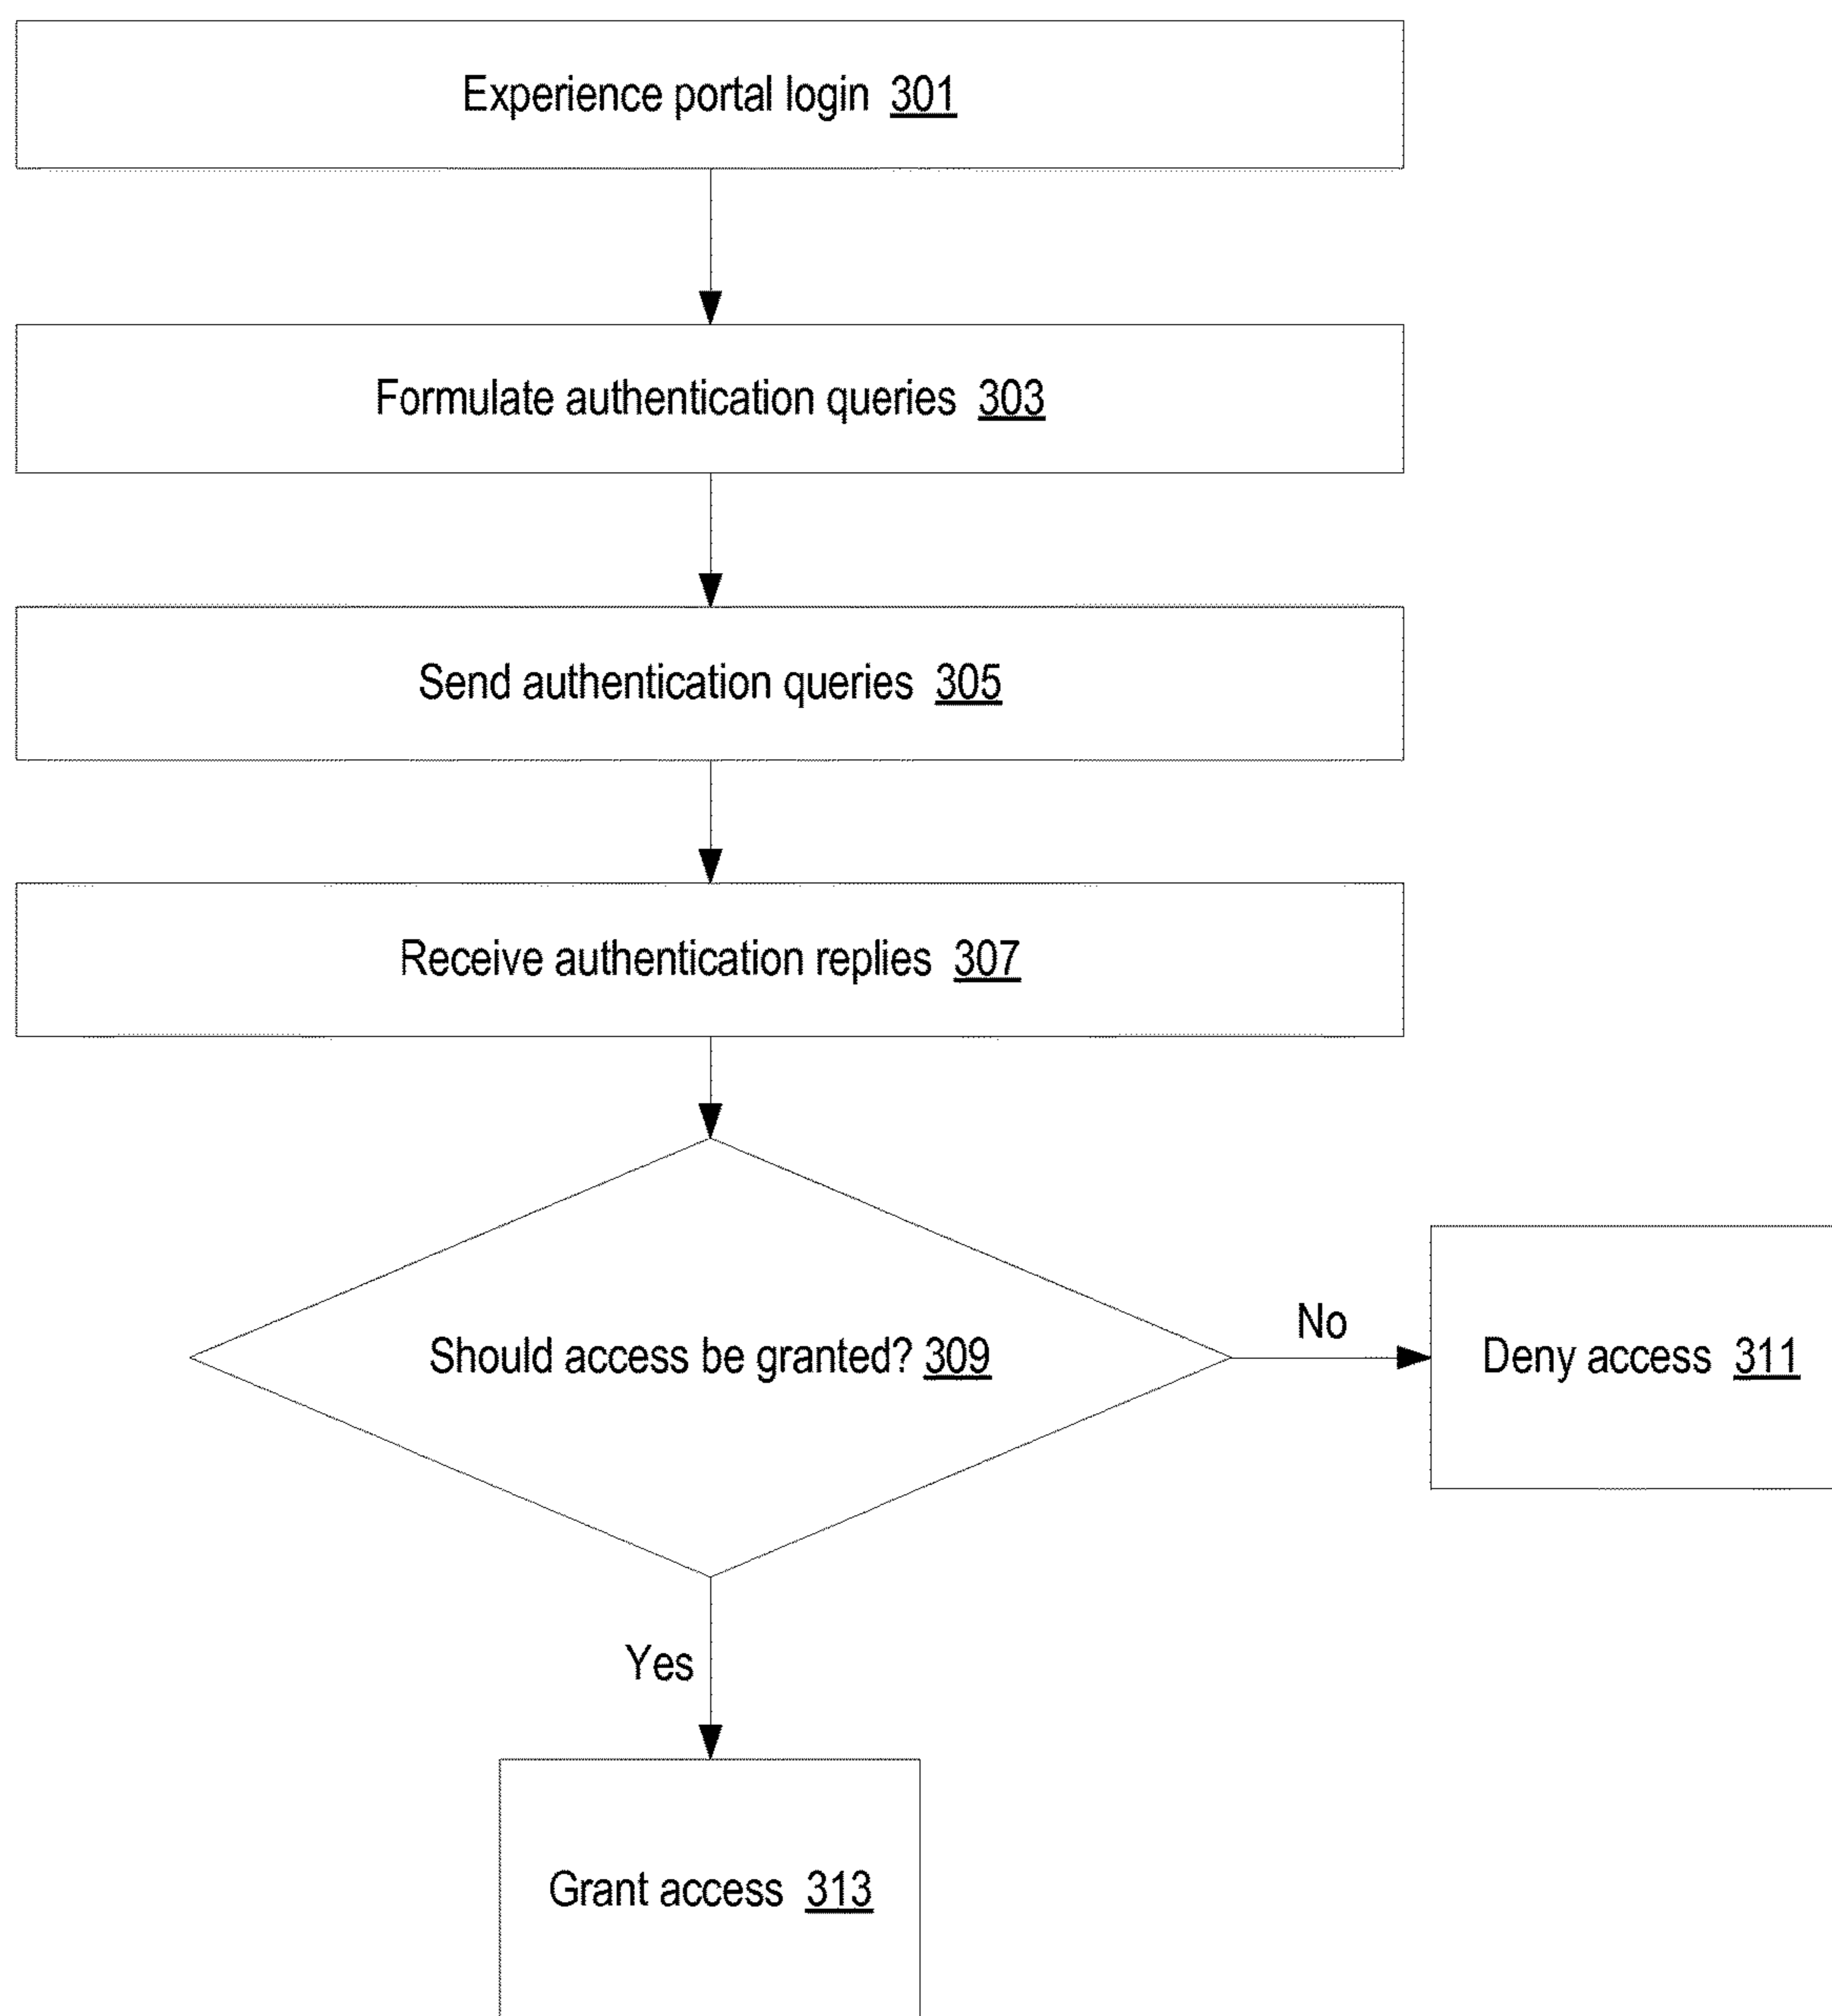 Experience portal login 301
Formulate authentication queries 303
Send authentication queries 305
Receive authentication replies 307
Should access be granted? 309
No
Deny access 311
Yes
Grant access 313